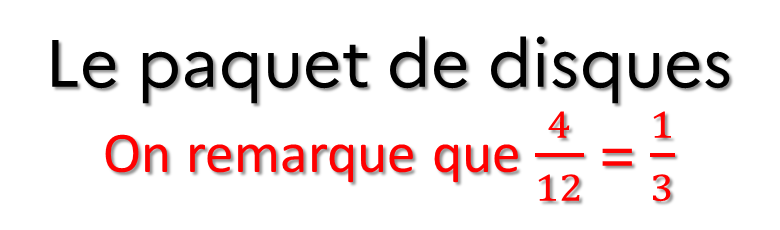 Le paquet de disques
On remarque que 4/12 = 1/3